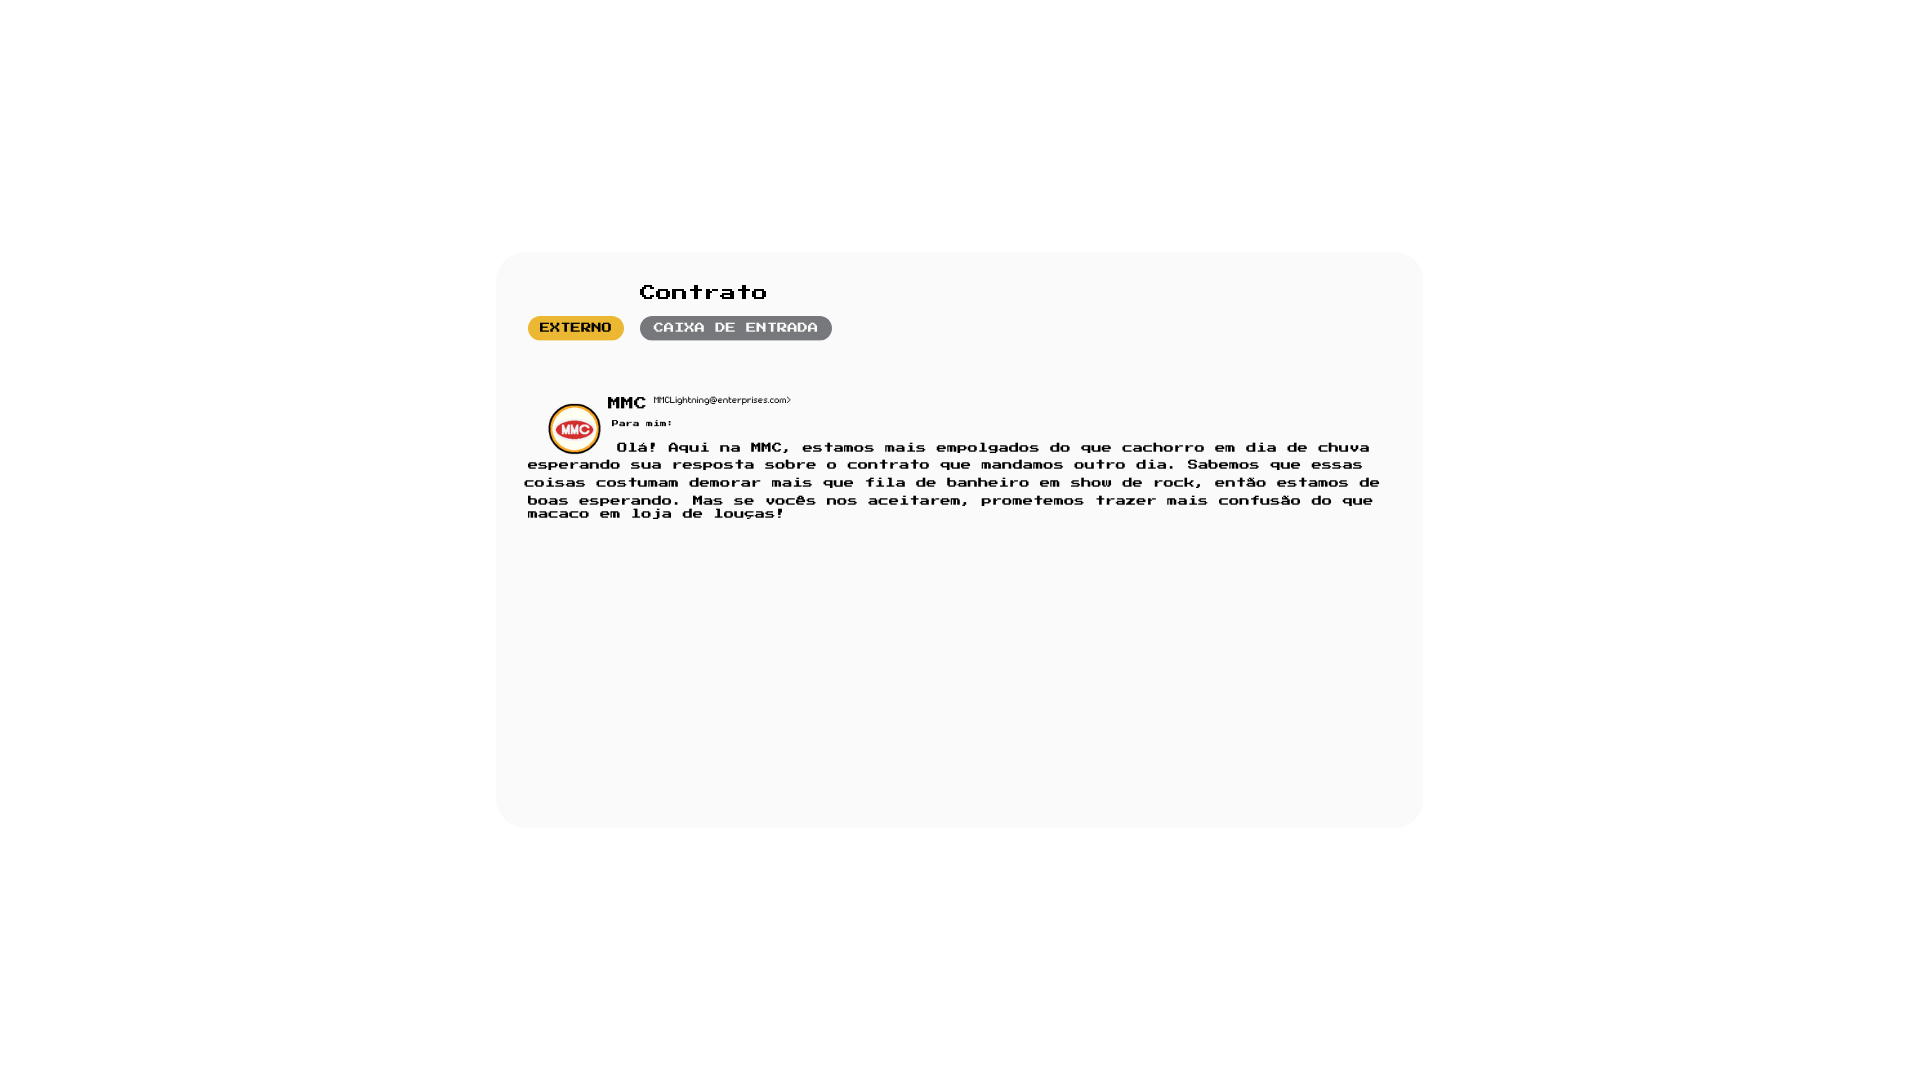 Contrato
EXTERNO CAIXA DE ENTRADA
MMC MMCLightning@enterprises.com>
MMC
Para mim:
Olá! Aqui na MMC, estamos mais empolgados do que cachorro em dia de chuva
esperando sua resposta sobre o contrato que mandamos outro dia. Sabemos que essas
coisas costumam demorar mais que fila de banheiro em show de rock, então estamos de
boas esperando. Mas se vocês nos aceitarem, prometemos trazer mais confusão do que
macaco em loja de louças!